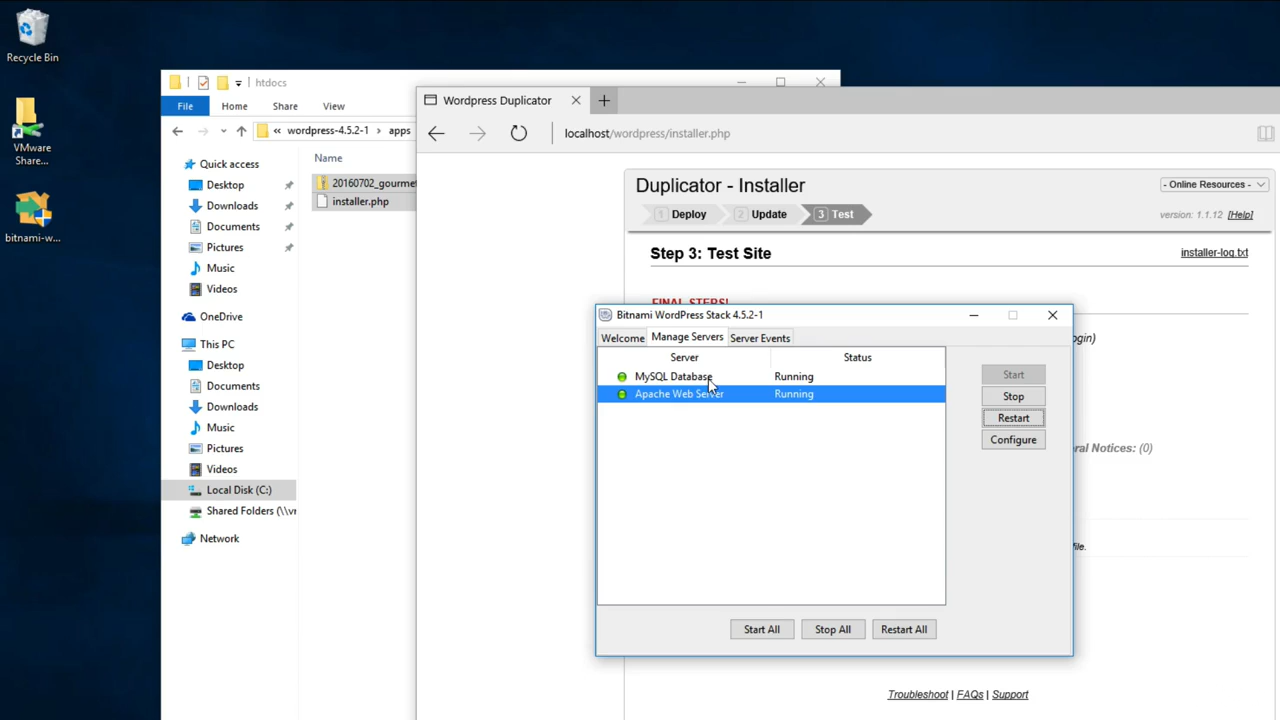 Recycle Bin
VMware
Share...
bitnami-w...
htdocs
File
Home
Share
View
« wordpress-4.5.2-1 › apps
Quick access
Desktop
Downloads
Documents
Pictures
Music
Videos
OneDrive
This PC
Desktop
Documents
Downloads
Music
Pictures
Videos
Local Disk (C:)
Shared Folders (\\vr
Network
Name
20160702_gourmet
installer.php
Wordpress Duplicator
localhost/wordpress/installer.php
Duplicator - Installer
- Online Resources -
1 Deploy
2 Update
3 Test
version: 1.1.12 [Help]
Step 3: Test Site
installer-log.txt
FINAL STEPS!
gin)
eral Notices: (0)
file.
Troubleshoot | FAQs | Support
Bitnami WordPress Stack 4.5.2-1
Welcome
Manage Servers
Server Events
Server
Status
MySQL Database
Running
Apache Web Server
Running
Start
Stop
Restart
Configure
Start All
Stop All
Restart All